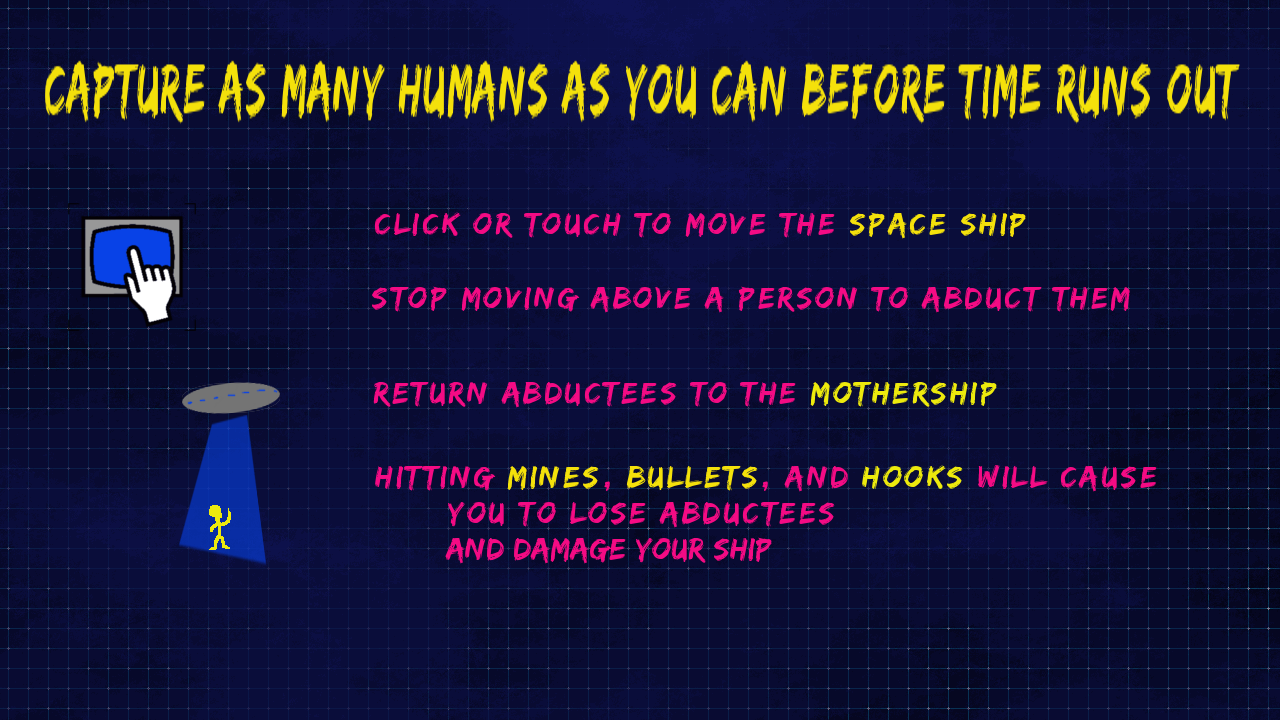 CAPTURE AS MANY HUMANS AS YOU CAN BEFORE TIME RUNS OUT
CLICK OR TOUCH TO MOVE THE SPACE SHIP
STOP MOVING ABOVE A PERSON TO ABDUCT THEM
RETURN ABDUCTEES TO THE MOTHERSHIP
HITTING MINES, BULLETS, AND HOOKS WILL CAUSE
YOU TO LOSE ABDUCTEES
AND DAMAGE YOUR SHIP